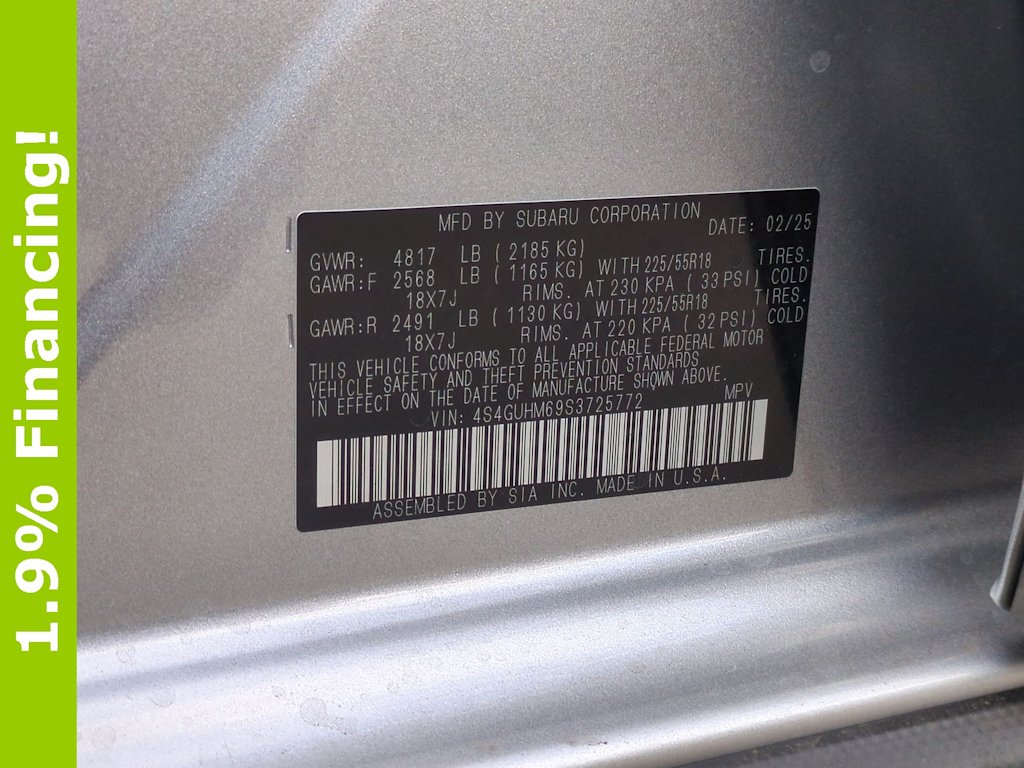 1.9% Financing!
MFD BY SUBARU CORPORATION
DATE: 02/25
GVWR: 4817 LB ( 2185 KG)
GAWR:F 2568 LB ( 1165 KG) WITH 225/55R18 TIRES.
18X7J RIMS. AT 230 KPA ( 33 PSI) COLD
GAWR:R 2491 LB ( 1130 KG) WITH 225/55R18 TIRES.
18X7J RIMS. AT 220 KPA ( 32 PSI) COLD
THIS VEHICLE CONFORMS TO ALL APPLICABLE FEDERAL MOTOR
VEHICLE SAFETY AND THEFT PREVENTION STANDARDS
IN EFFECT ON THE DATE OF MANUFACTURE SHOWN ABOVE.
VIN: 4S4GUHM69S3725772 MPV
ASSEMBLED BY SIA INC. MADE IN U.S.A.